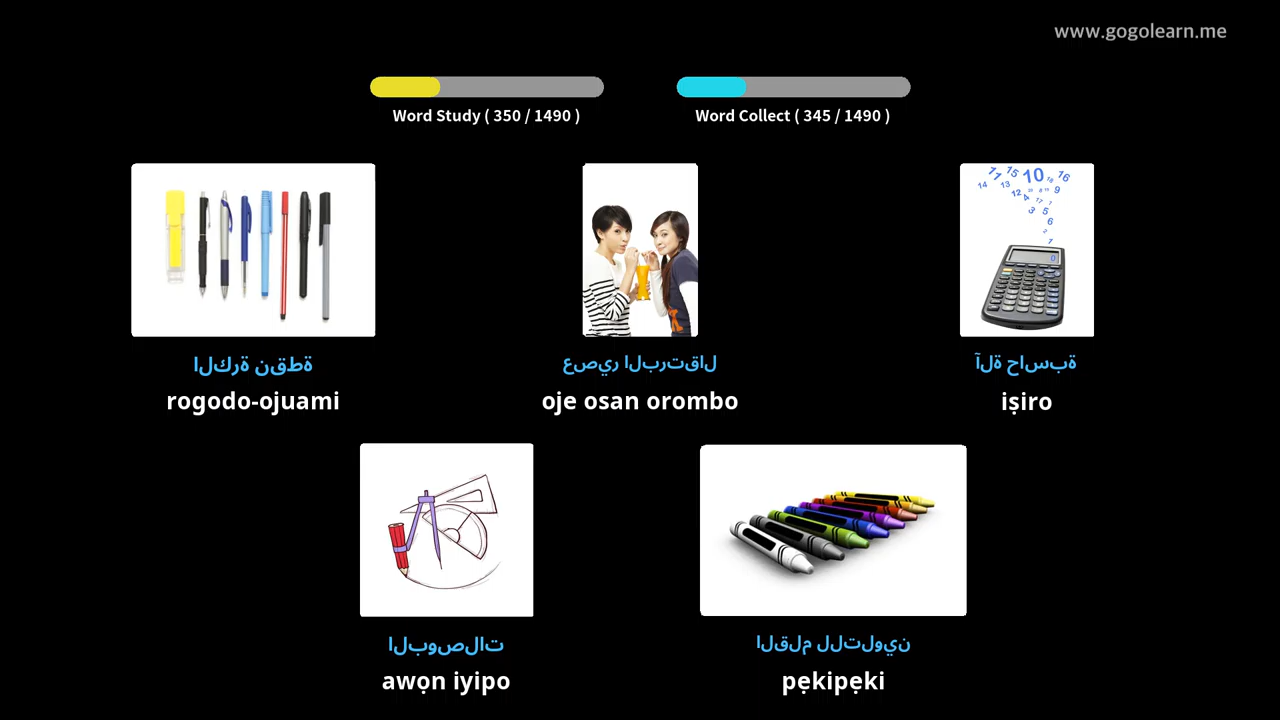 www.gogolearn.me
Word Study ( 350 / 1490 )
Word Collect ( 345 / 1490 )
الكرة نقطة
rogodo-ojuami
عصير البرتقال
oje osan orombo
آلة حاسبة
iṣiro
البوصلات
awọn iyipo
القلم للتلوين
pẹkipẹki